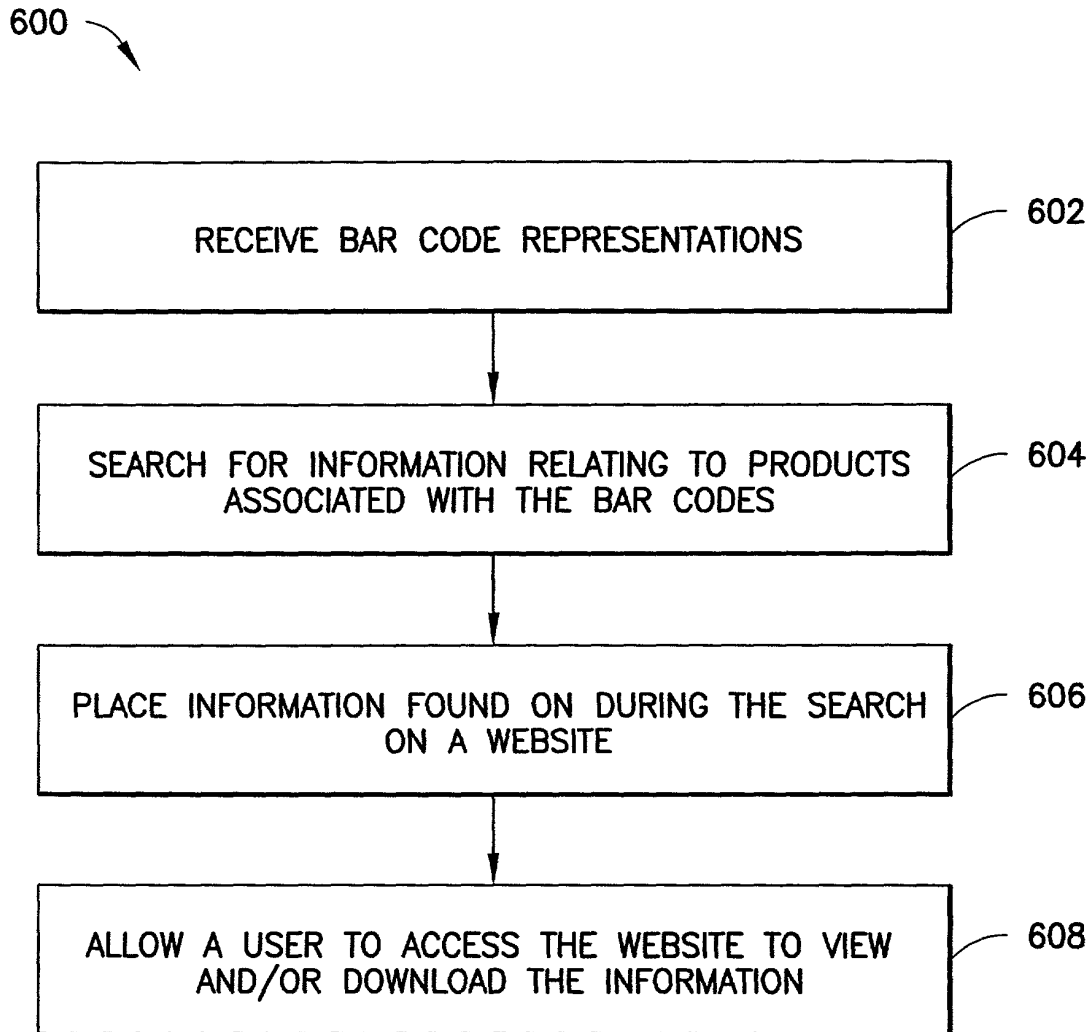 600
RECEIVE BAR CODE REPRESENTATIONS
602
SEARCH FOR INFORMATION RELATING TO PRODUCTS
ASSOCIATED WITH THE BAR CODES
604
PLACE INFORMATION FOUND ON DURING THE SEARCH
ON A WEBSITE
606
ALLOW A USER TO ACCESS THE WEBSITE TO VIEW
AND/OR DOWNLOAD THE INFORMATION
608